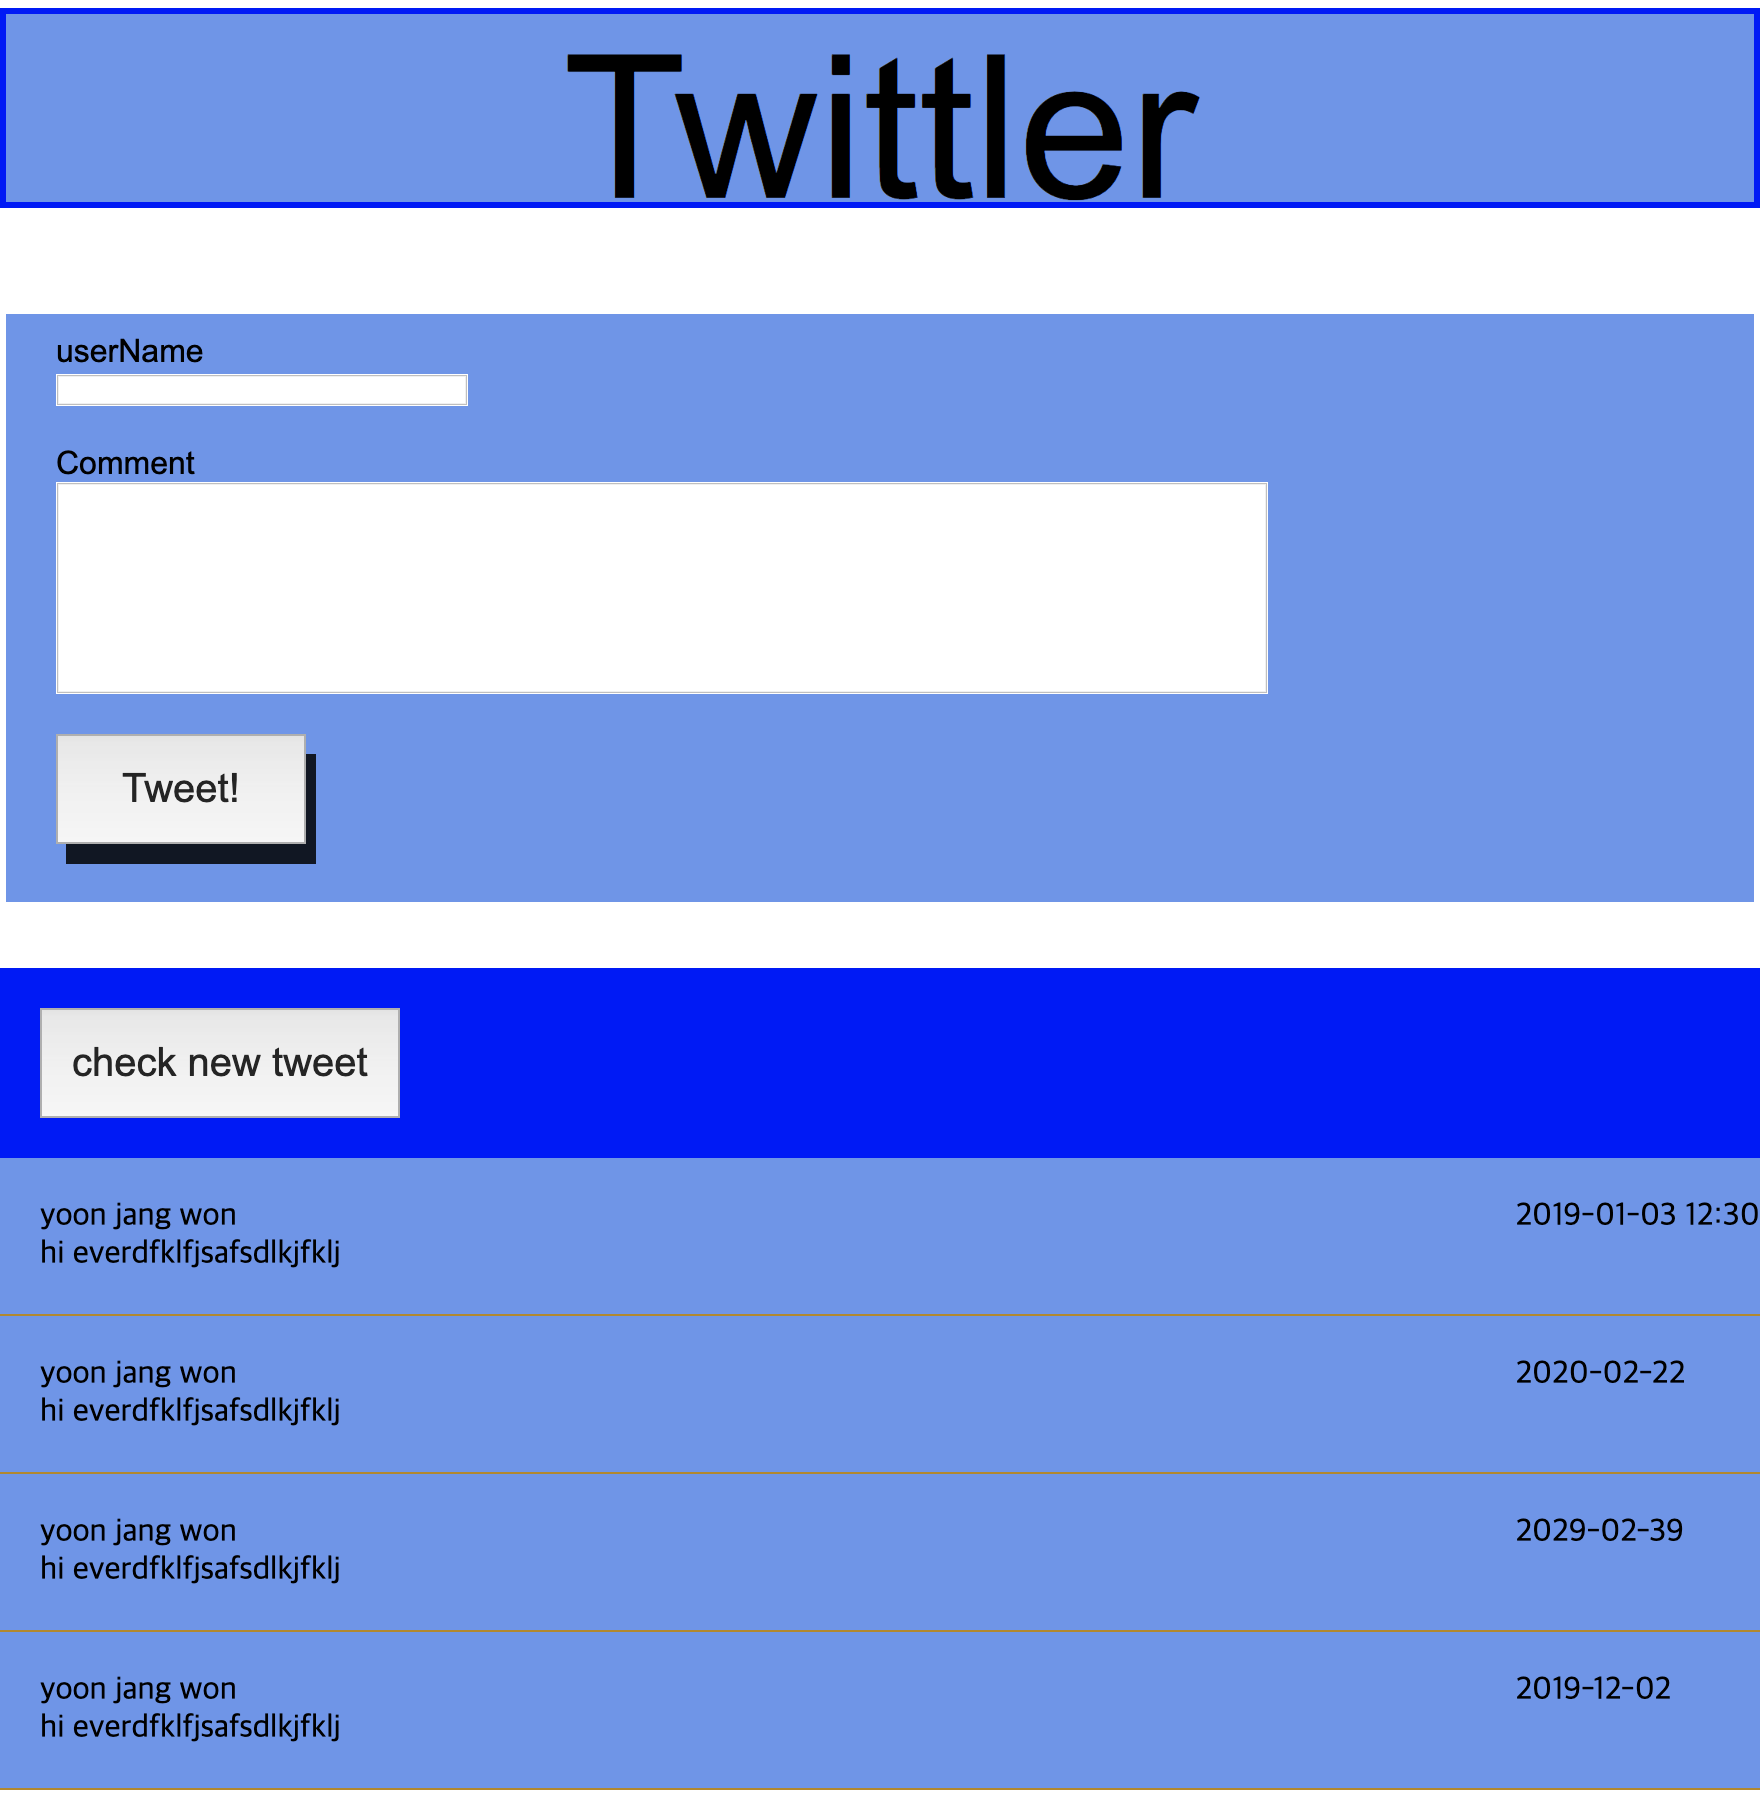 Twittler
userName
Comment
Tweet!
check new tweet
yoon jang won 2019-01-03 12:30
hi everdfklfjsafsdlkjfklj
yoon jang won 2020-02-22
hi everdfklfjsafsdlkjfklj
yoon jang won 2029-02-39
hi everdfklfjsafsdlkjfklj
yoon jang won 2019-12-02
hi everdfklfjsafsdlkjfklj